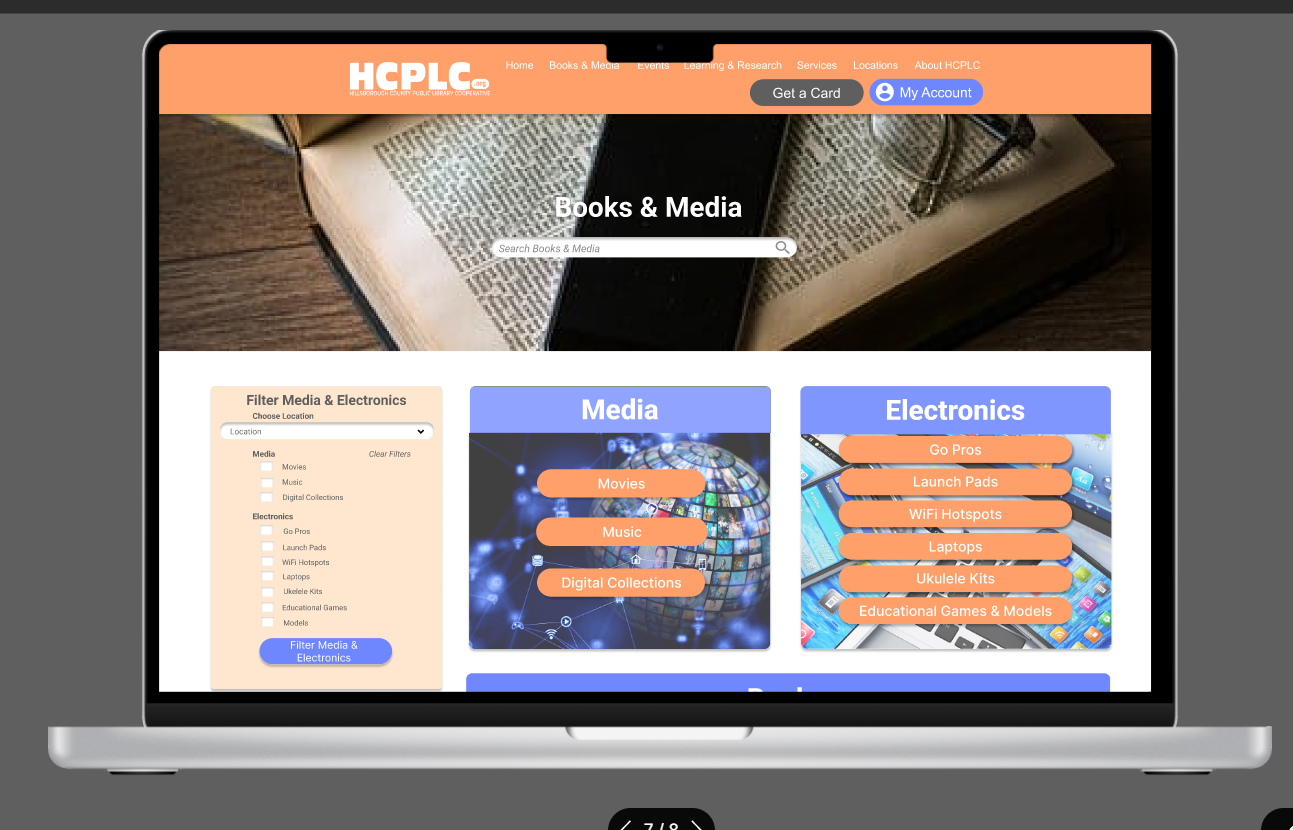 Home Books & Media Events Learning & Research Services Locations About HCPLC
HCPLC.org
HILLSBOROUGH COUNTY PUBLIC LIBRARY COOPERATIVE
Get a Card My Account
Books & Media
Search Books & Media
Filter Media & Electronics
Choose Location
Location
Media Clear Filters
Movies
Music
Digital Collections
Electronics
Go Pros
Launch Pads
WiFi Hotspots
Laptops
Ukulele Kits
Educational Games
Models
Filter Media &
Electronics
Media
Movies
Music
Digital Collections
Electronics
Go Pros
Launch Pads
WiFi Hotspots
Laptops
Ukulele Kits
Educational Games & Models
7 / 8